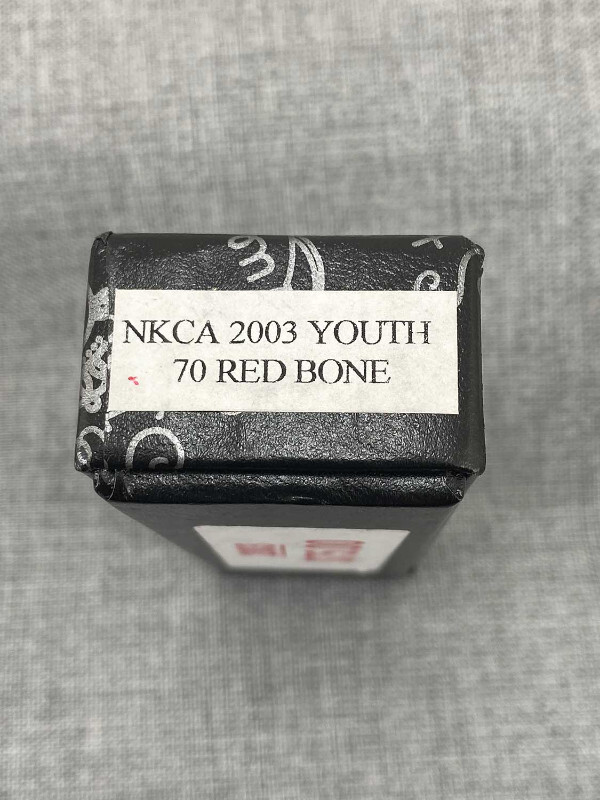 NKCA 2003 YOUTH
70 RED BONE